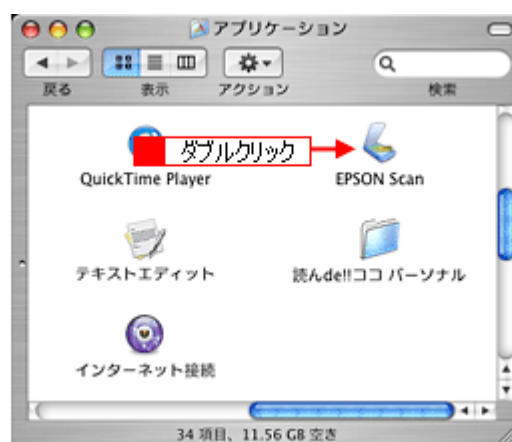 アプリケーション
戻る 表示 アクション 検索
ダブルクリック
QuickTime Player EPSON Scan
テキストエディット 読んde!!ココ パーソナル
インターネット接続
34 項目、11.56 GB 空き